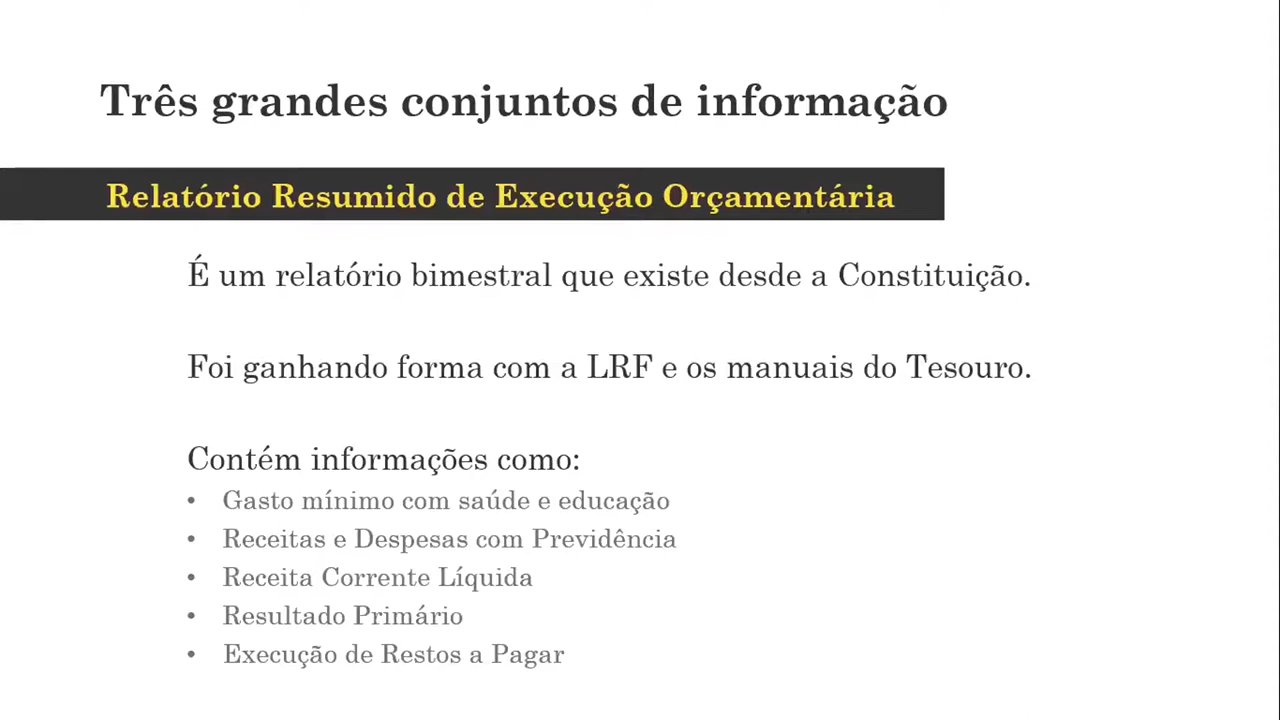 Três grandes conjuntos de informação
Relatório Resumido de Execução Orçamentária
É um relatório bimestral que existe desde a Constituição.
Foi ganhando forma com a LRF e os manuais do Tesouro.
Contém informações como:
• Gasto mínimo com saúde e educação
• Receitas e Despesas com Previdência
• Receita Corrente Líquida
• Resultado Primário
• Execução de Restos a Pagar